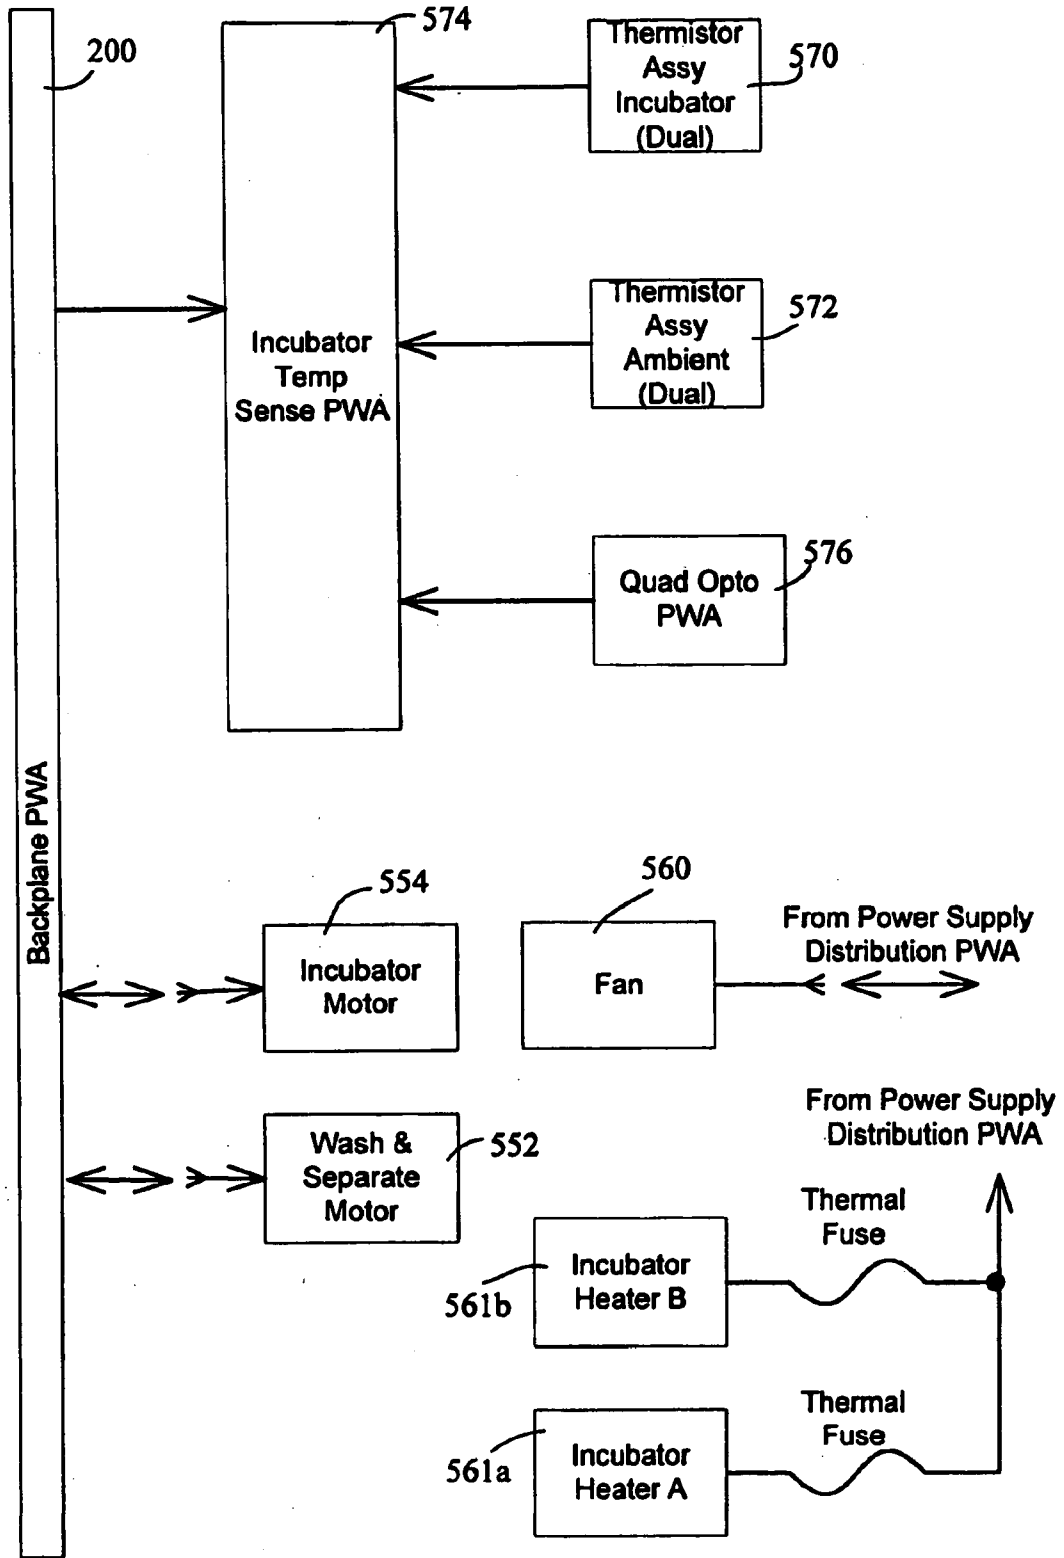 574
Thermistor
Assy
Incubator
(Dual)
570
200
Thermistor
Assy
Ambient
(Dual)
572
Incubator
Temp
Sense PWA
Quad Opto
PWA
576
Backplane PWA
554
Incubator
Motor
560
Fan
From Power Supply
Distribution PWA
Wash &
Separate
Motor
552
From Power Supply
Distribution PWA
Thermal
Fuse
Incubator
Heater B
561b
Thermal
Fuse
Incubator
Heater A
561a